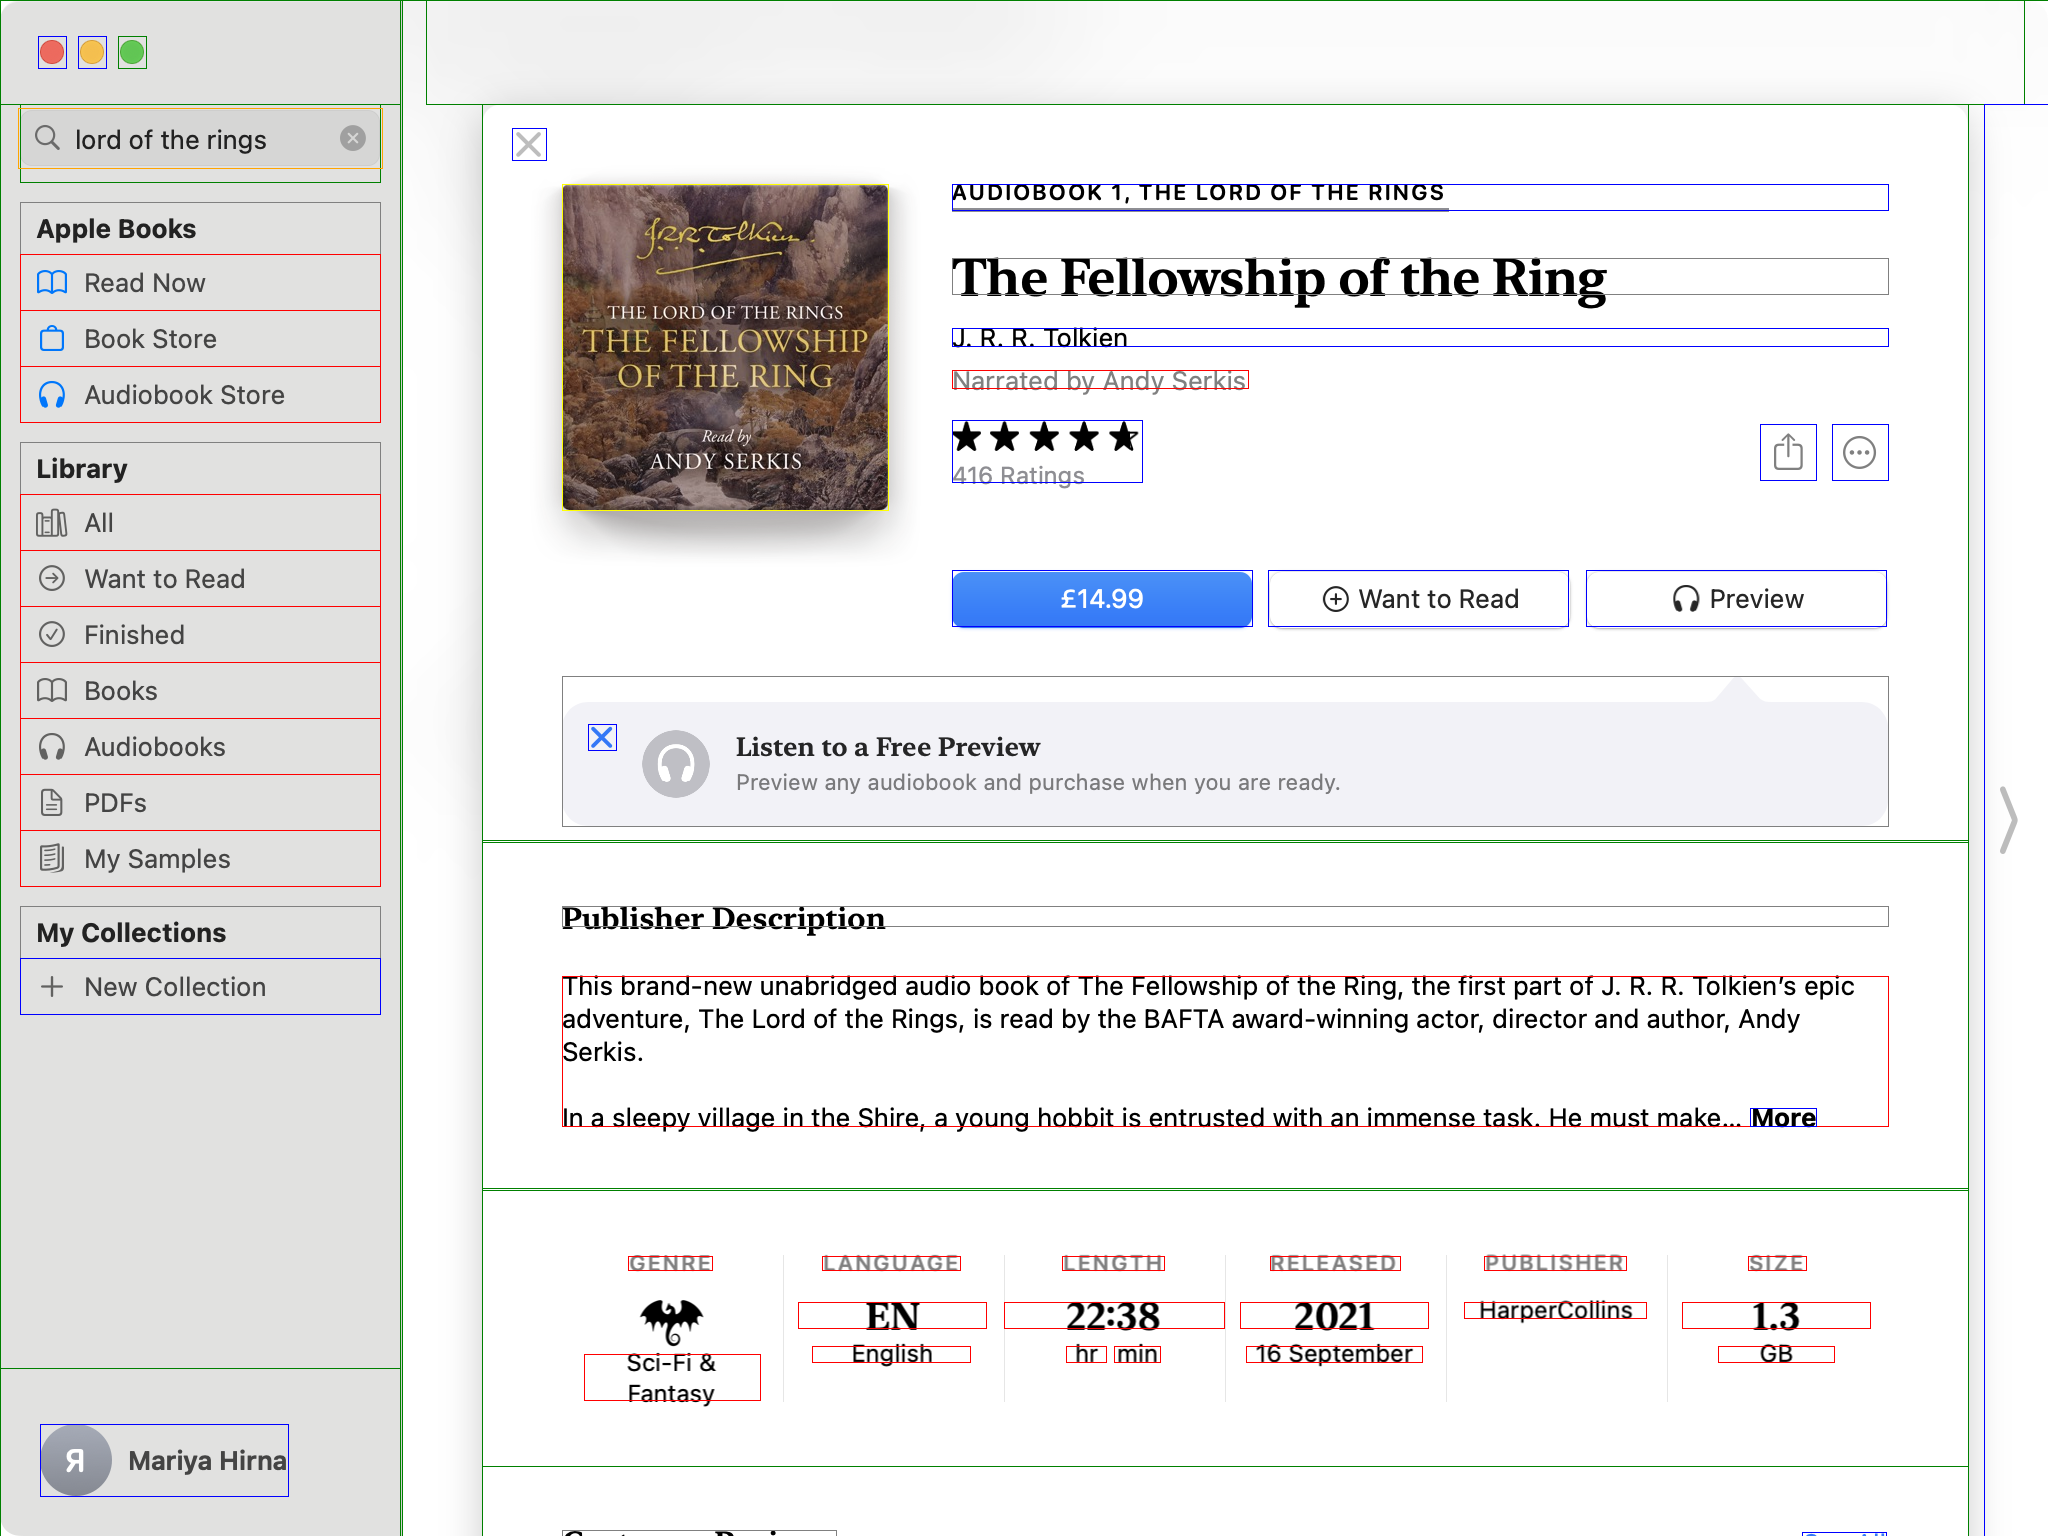 lord of the rings
Apple Books
Read Now
Book Store
Audiobook Store
Library
All
Want to Read
Finished
Books
Audiobooks
PDFs
My Samples
My Collections
New Collection
Я
Mariya Hirna
THE LORD OF THE RINGS
THE FELLOWSHIP
OF THE RING
Read by
ANDY SERKIS
AUDIOBOOK 1, THE LORD OF THE RINGS
The Fellowship of the Ring
J. R. R. Tolkien
Narrated by Andy Serkis
416 Ratings
£14.99
Want to Read
Preview
Listen to a Free Preview
Preview any audiobook and purchase when you are ready.
Publisher Description
This brand-new unabridged audio book of The Fellowship of the Ring, the first part of J. R. R. Tolkien’s epic
adventure, The Lord of the Rings, is read by the BAFTA award-winning actor, director and author, Andy
Serkis.
In a sleepy village in the Shire, a young hobbit is entrusted with an immense task. He must make... More
GENRE
Sci-Fi &
Fantasy
LANGUAGE
EN
English
LENGTH
22:38
hr min
RELEASED
2021
16 September
PUBLISHER
HarperCollins
SIZE
1.3
GB